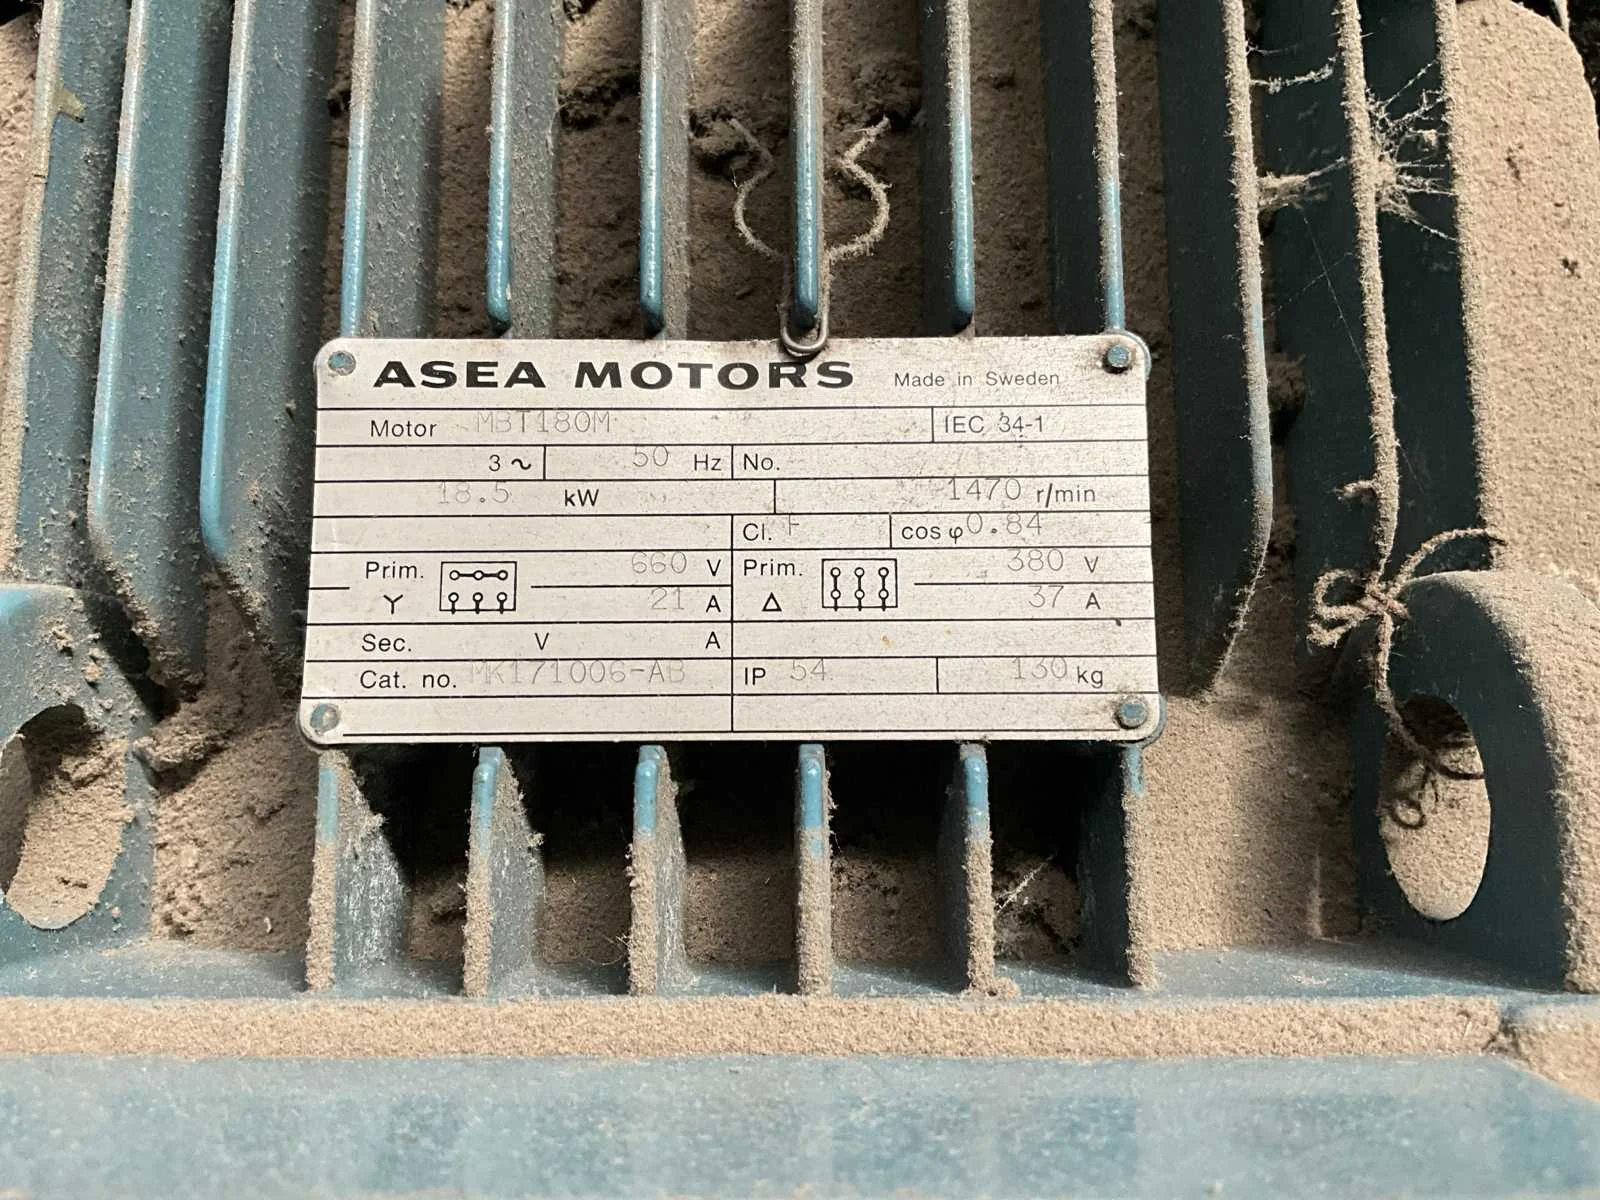 ASEA MOTORS Made in Sweden
Motor MBT180M IEC 34-1
3 ~ 50 Hz No.
18.5 kW 1470 r/min
Cl. F cos φ 0.84
Prim. 660 V Prim. 380 V
Y 21 A Δ 37 A
Sec. V A
Cat. no. MK171006-AB IP 54 130 kg